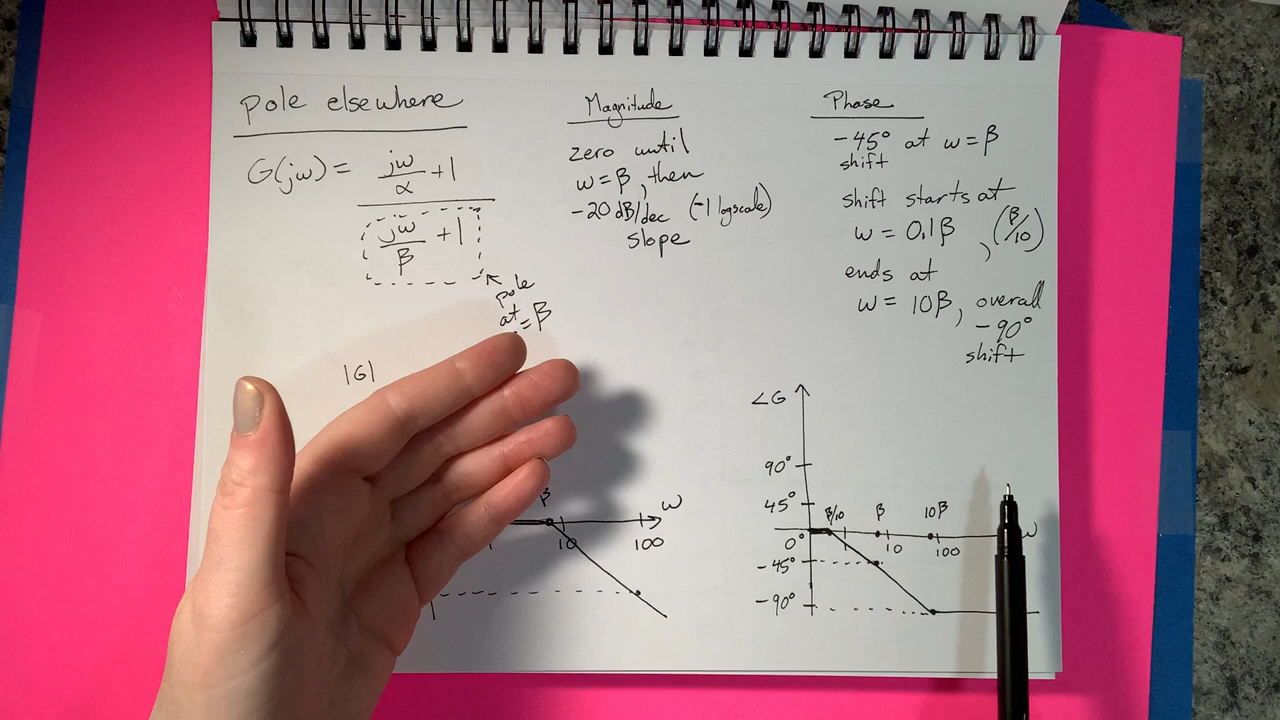 pole elsewhere
G(jω) = jω/α + 1
jω/β + 1
pole
at
= β
Magnitude
zero until
ω = β, then
-20 dB/dec (-1 logscale)
slope
Phase
-45° at ω = β
shift
shift starts at
ω = 0.1β, (β/10)
ends at
ω = 10β, overall
-90°
shift
|G|
β
ω
1
10
100
∠G
90°
45°
0°
-45°
-90°
β/10
β
10β
1
10
100
ω